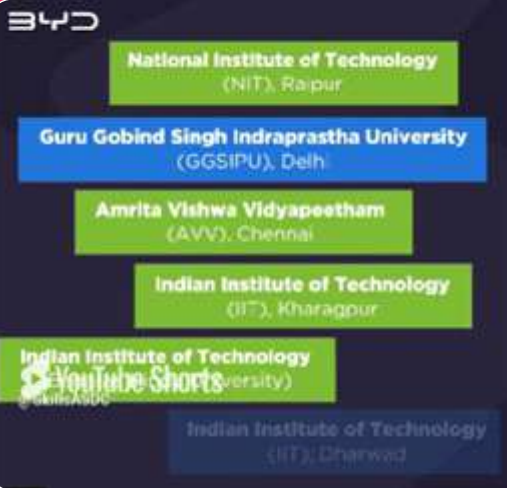 BYD
National Institute of Technology
(NIT), Raipur
Guru Gobind Singh Indraprastha University
(GGSIPU), Delhi
Amrita Vishwa Vidyapeetham
(AVV), Chennai
Indian Institute of Technology
(IIT), Kharagpur
Indian Institute of Technology
YouTube Shorts
@SkillsASDC
Indian Institute of Technology
(IIT), Dharwad